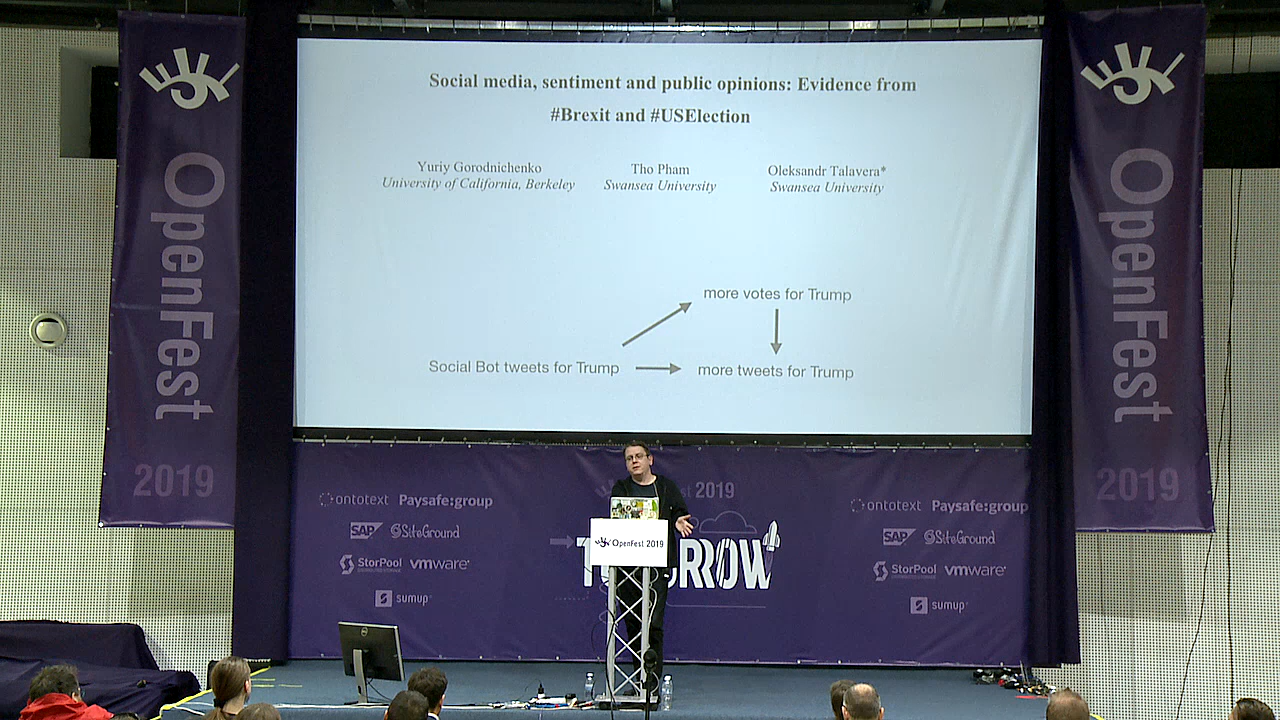 Social media, sentiment and public opinions: Evidence from
#Brexit and #USElection
Yuriy Gorodnichenko
University of California, Berkeley
Tho Pham
Swansea University
Oleksandr Talavera*
Swansea University
more votes for Trump
Social Bot tweets for Trump
more tweets for Trump
OpenFest
2019
OpenFest
2019
ontotext Paysafe:group
SAP SiteGround
StorPool vmware
sumup
2019
OpenFest 2019
ontotext Paysafe:group
SAP SiteGround
StorPool vmware
sumup